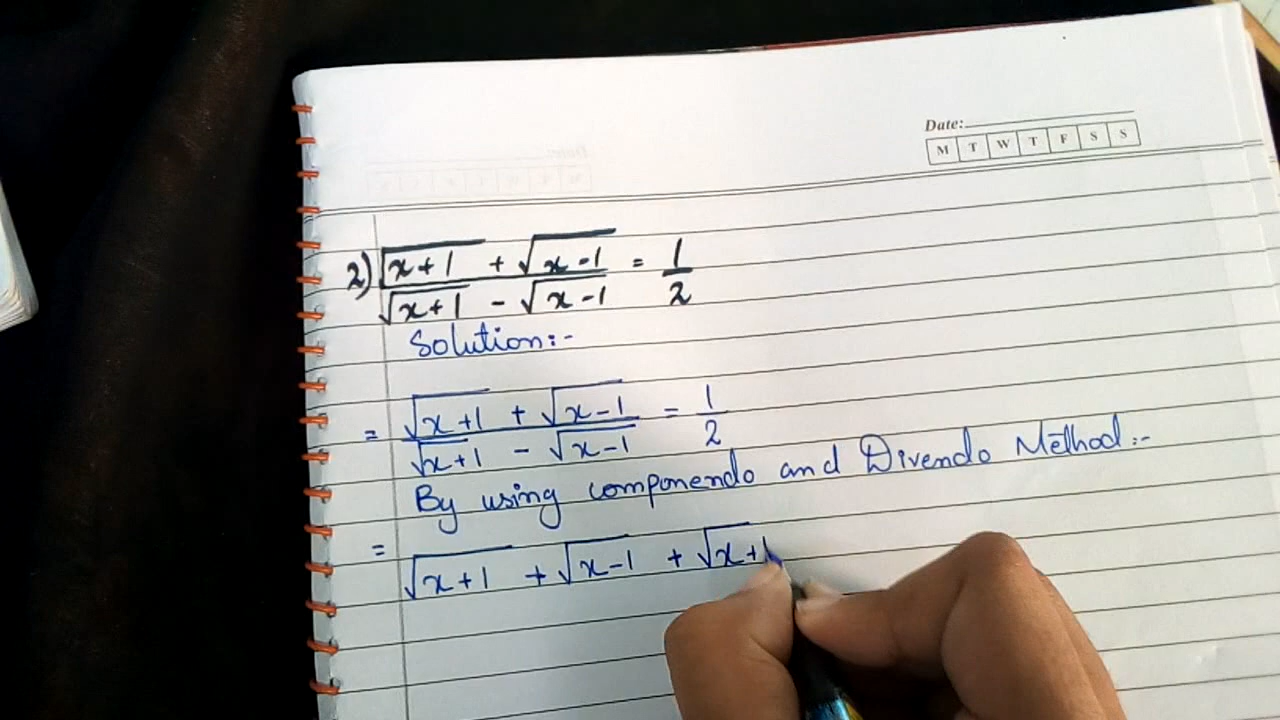 Date:
M T W T F S S
2) √x+1 + √x-1 / √x+1 - √x-1 = 1/2
Solution:-
= √x+1 + √x-1 / √x+1 - √x-1 = 1/2
By using componendo and Divendo Method:-
= √x+1 + √x-1 + √x+1